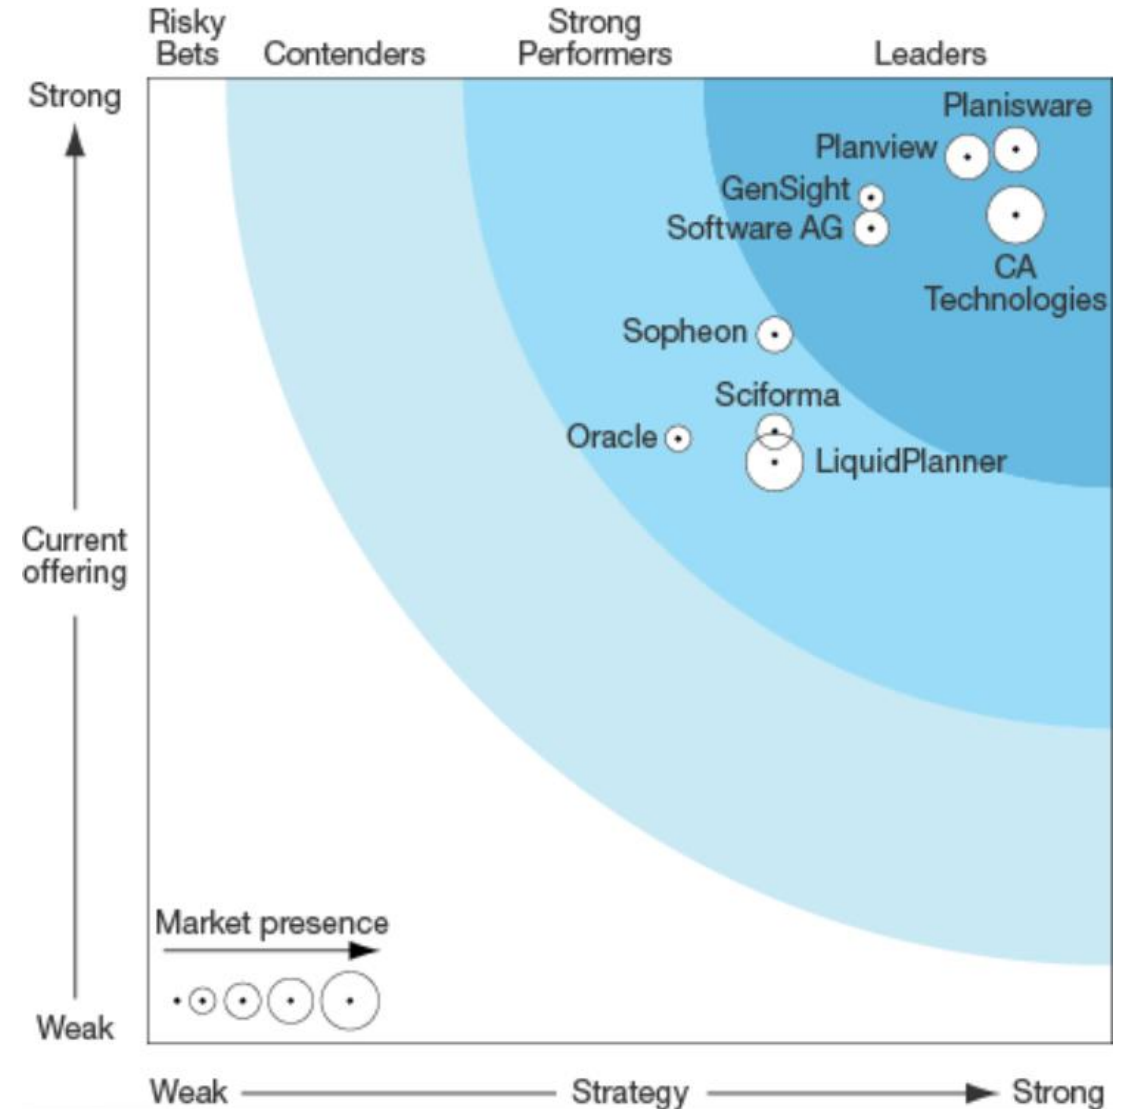 Risky
Bets
Contenders
Strong
Performers
Leaders
Strong
Planisware
Planview
GenSight
Software AG
CA
Technologies
Sopheon
Sciforma
Oracle
LiquidPlanner
Current
offering
Market presence
Weak
Weak
Strategy
Strong